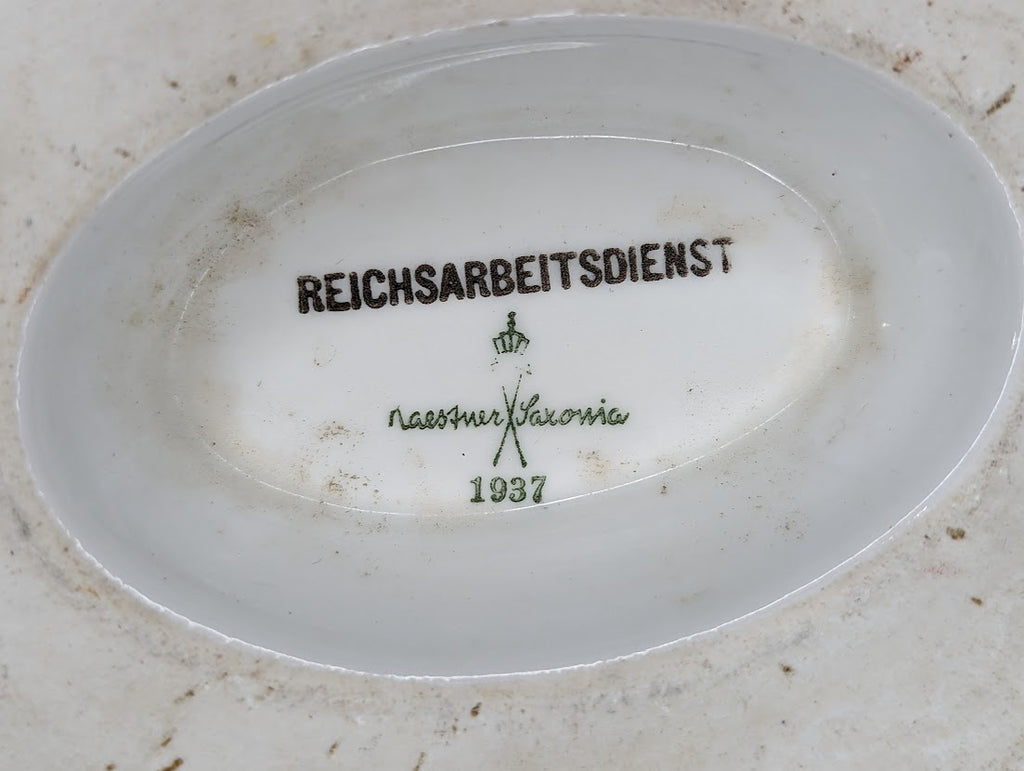 REICHSARBEITSDIENST
Kaestner Saxonia
1937